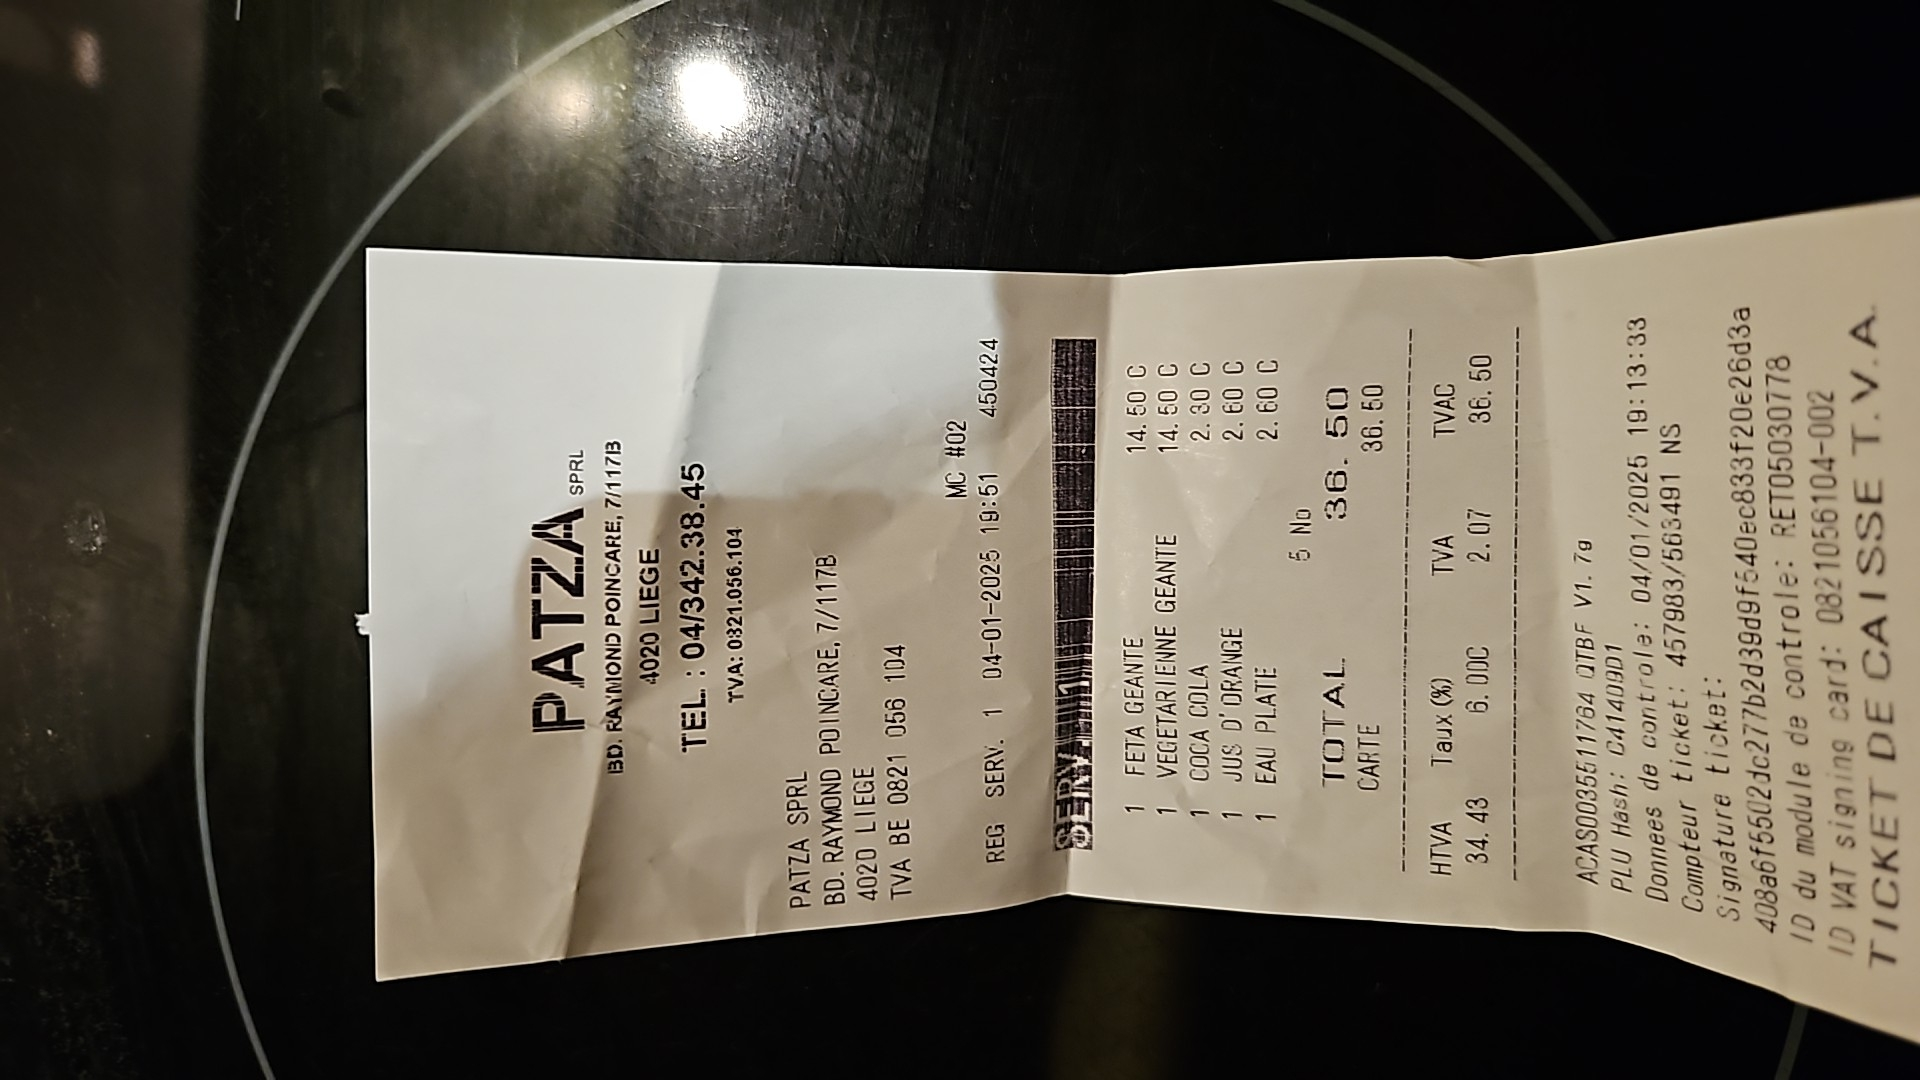 PATZA SPRL
BD. RAYMOND POINCARE, 7/117B
4020 LIEGE
TEL. : 04/342.38.45
TVA: 0821.056.104
PATZA SPRL
BD. RAYMOND POINCARE, 7/117B
4020 LIEGE
TVA BE 0821 056 104
MC #02
REG SERV. 1 04-01-2025 19:51 450424
SERV. 1
1 FETA GEANTE 14.50 C
1 VEGETARIENNE GEANTE 14.50 C
1 COCA COLA 2.30 C
1 JUS D'ORANGE 2.60 C
1 EAU PLATE 2.60 C
5 No
TOTAL 36.50
CARTE 36.50
HTVA Taux(%) TVA TVAC
34.43 6.00C 2.07 36.50
PLU Hash: C41409D1
Donnees de controle: 04/01/2025 19:13:33
Compteur ticket: 457983/563491 NS
Signature ticket:
ID du module de controle: RET05030778
ID VAT signing card: 0821056104-002
TICKET DE CAISSE T.V.A.